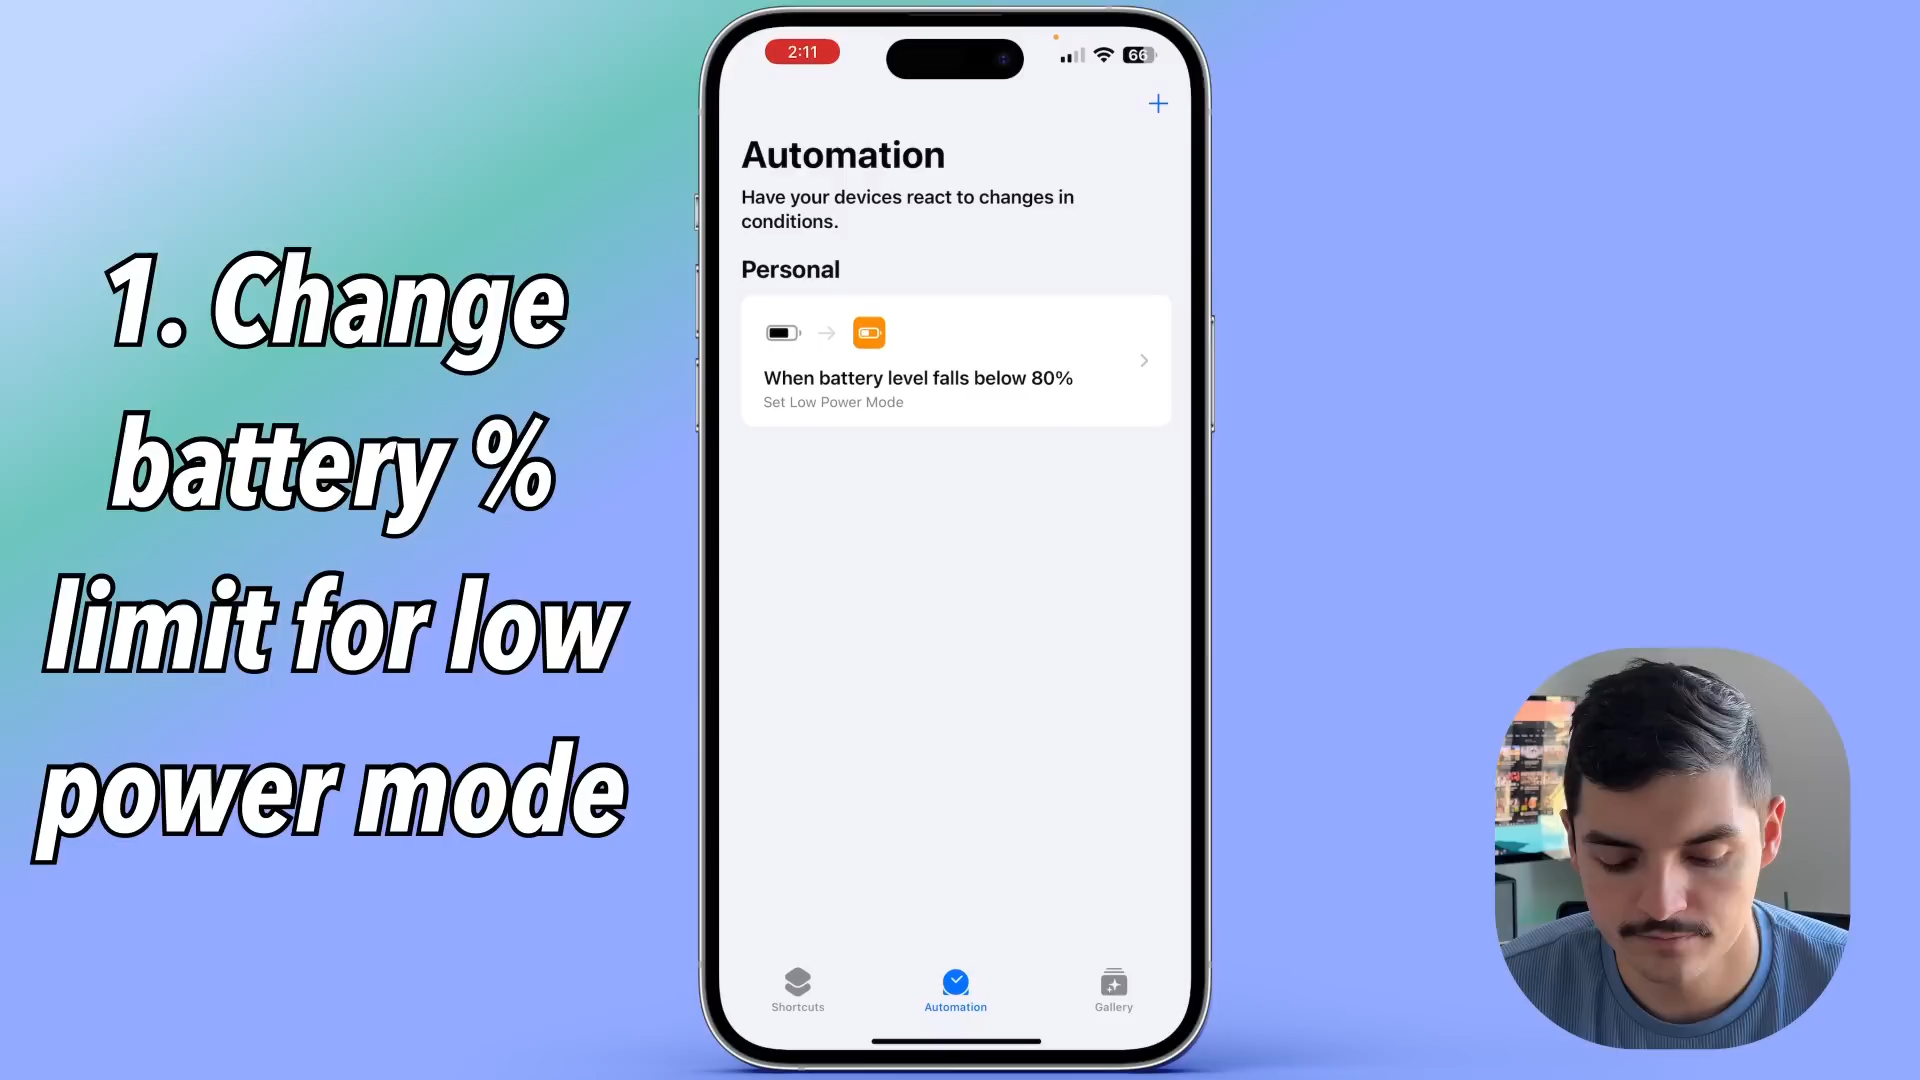 1. Change
battery %
limit for low
power mode
2:11
66
Automation
Have your devices react to changes in
conditions.
Personal
When battery level falls below 80%
Set Low Power Mode
Shortcuts
Automation
Gallery